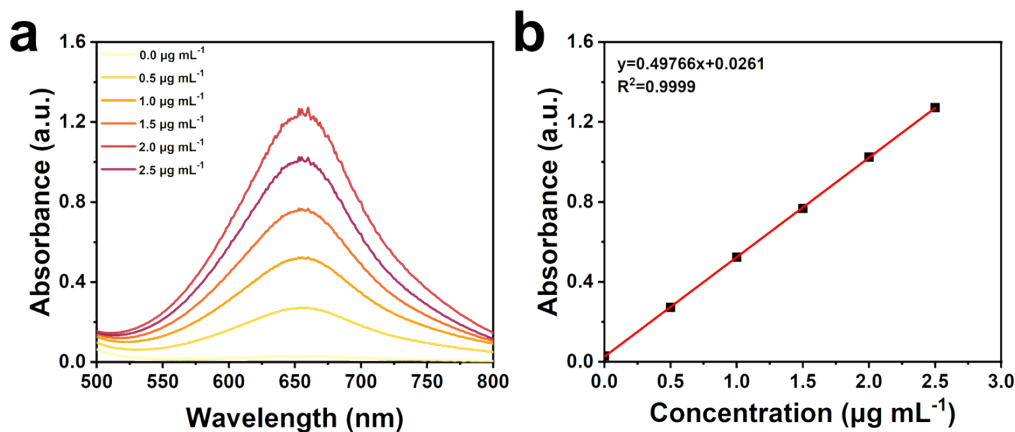 a
1.6
1.2
0.8
0.4
0.0
Absorbance (a.u.)
0.0 μg mL⁻¹
0.5 μg mL⁻¹
1.0 μg mL⁻¹
1.5 μg mL⁻¹
2.0 μg mL⁻¹
2.5 μg mL⁻¹
500 550 600 650 700 750 800
Wavelength (nm)
b
1.6
1.2
0.8
0.4
0.0
Absorbance (a.u.)
y=0.49766x+0.0261
R²=0.9999
0.0 0.5 1.0 1.5 2.0 2.5 3.0
Concentration (μg mL⁻¹)